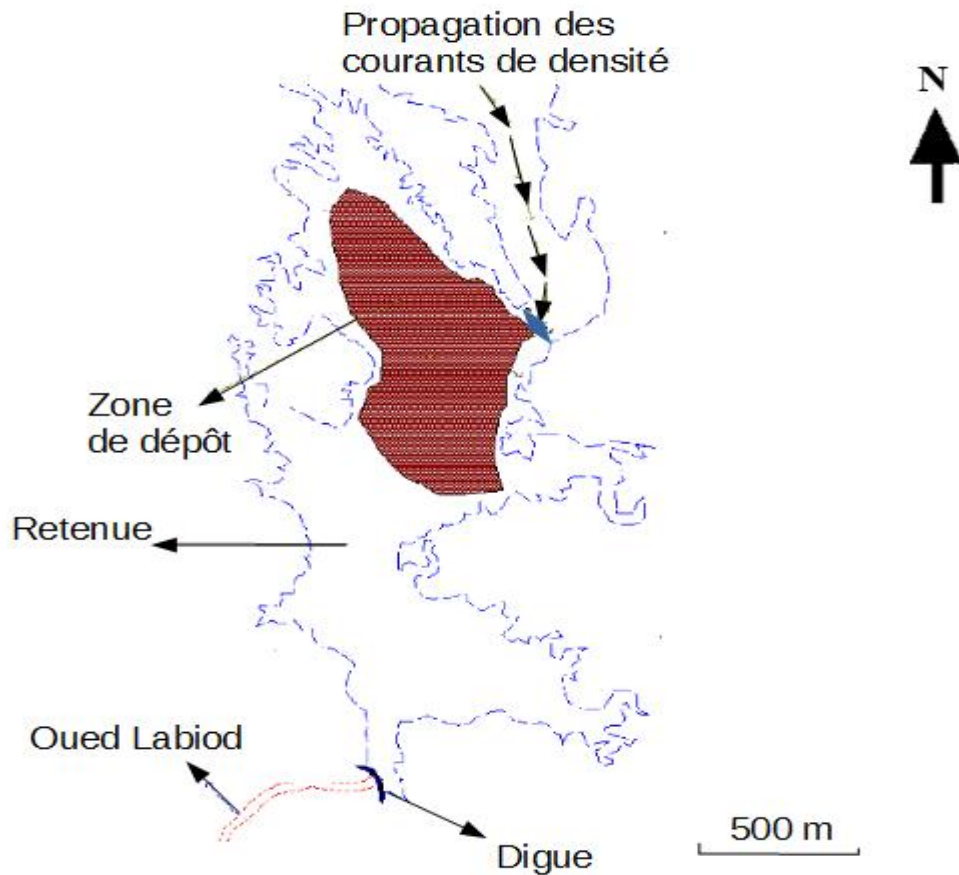 Propagation des
courants de densité
N
Zone
de dépôt
Retenue
Oued Labiod
500 m
Digue